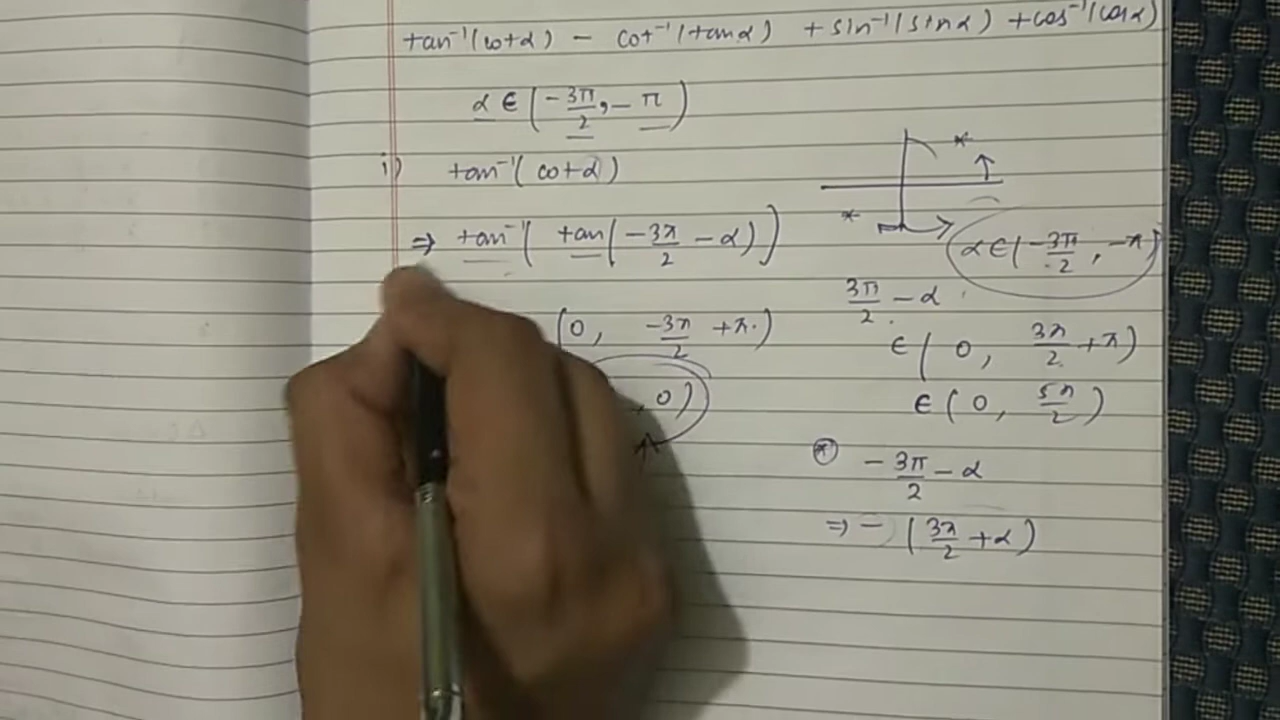 tan⁻¹(cotα) - cot⁻¹(tanα) + sin⁻¹(sinα) + cos⁻¹(cosα)
α ∈ (-3π/2, -π)
i) tan⁻¹(cotα)
⇒ tan⁻¹(tan(-3π/2 - α))
(0, -3π/2 + π)
, 0)
α ∈ (-3π/2, -π)
3π/2 - α
∈ (0, 3π/2 + π)
∈ (0, 5π/2)
* -3π/2 - α
⇒ - (3π/2 + α)